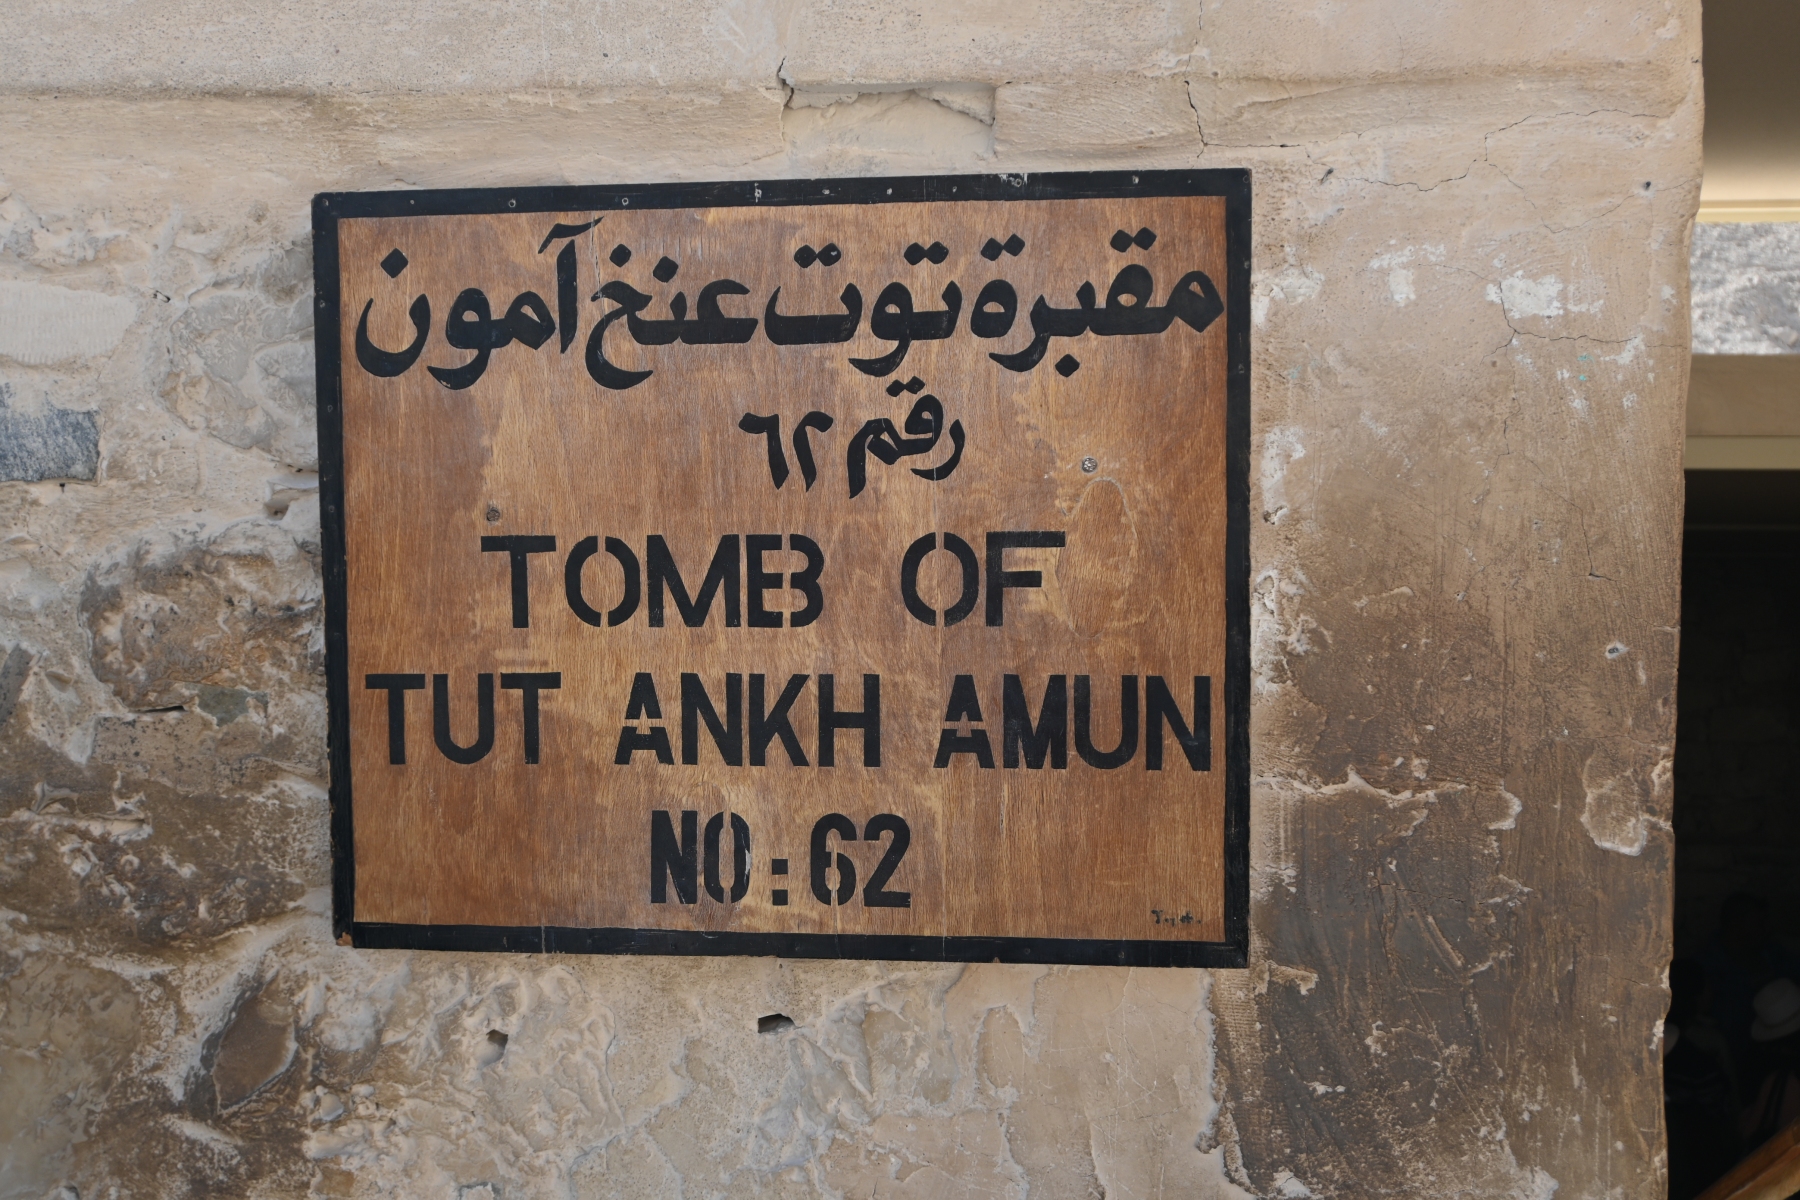 مقبرة توت عنخ آمون
رقم ٦٢
TOMB OF
TUT ANKH AMUN
NO: 62